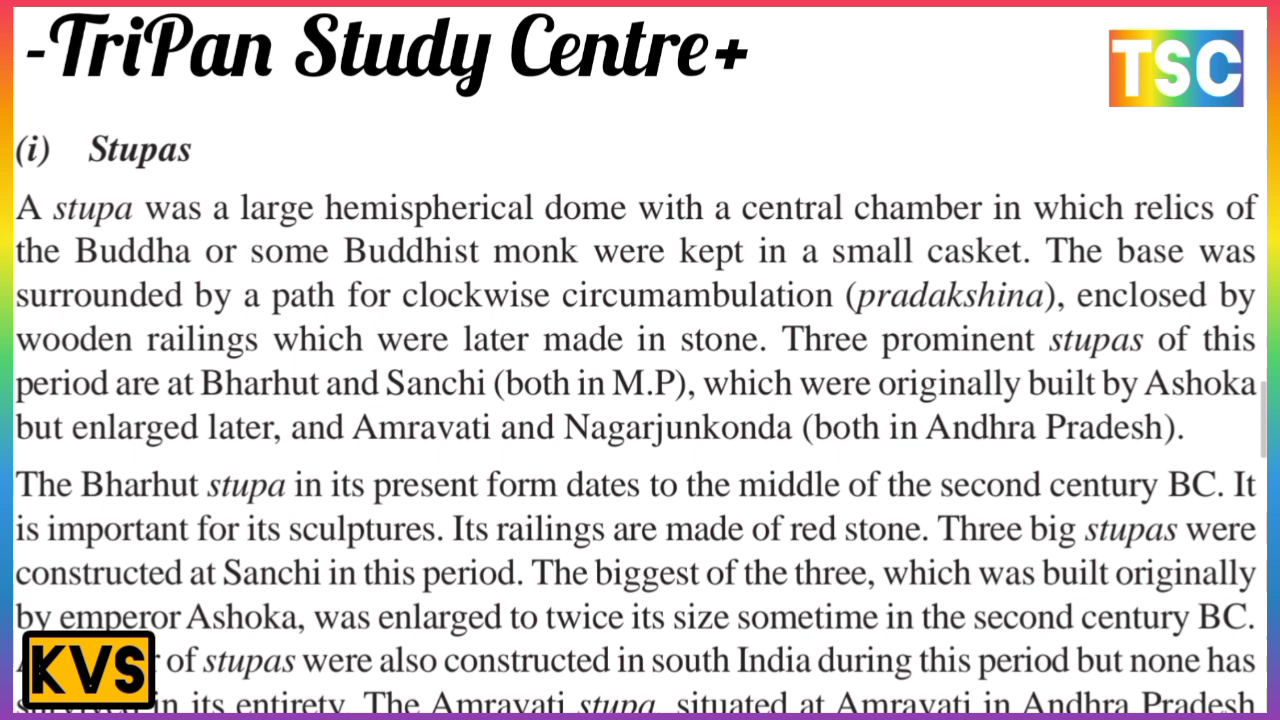 -TriPan Study Centre+
TSC
(i) Stupas
A stupa was a large hemispherical dome with a central chamber in which relics of
the Buddha or some Buddhist monk were kept in a small casket. The base was
surrounded by a path for clockwise circumambulation (pradakshina), enclosed by
wooden railings which were later made in stone. Three prominent stupas of this
period are at Bharhut and Sanchi (both in M.P), which were originally built by Ashoka
but enlarged later, and Amravati and Nagarjunkonda (both in Andhra Pradesh).
The Bharhut stupa in its present form dates to the middle of the second century BC. It
is important for its sculptures. Its railings are made of red stone. Three big stupas were
constructed at Sanchi in this period. The biggest of the three, which was built originally
by emperor Ashoka, was enlarged to twice its size sometime in the second century BC.
of stupas were also constructed in south India during this period but none has
in its entirety. The Amravati stupa, situated at Amravati in Andhra Pradesh
KVS